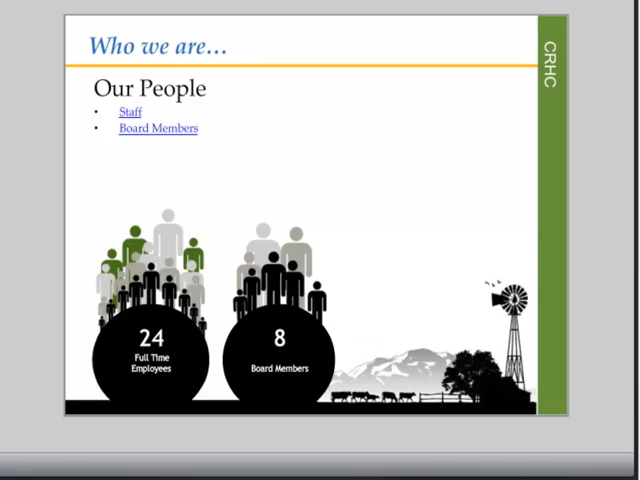 Who we are…
CRHC
Our People
• Staff
• Board Members
24
Full Time
Employees
8
Board Members